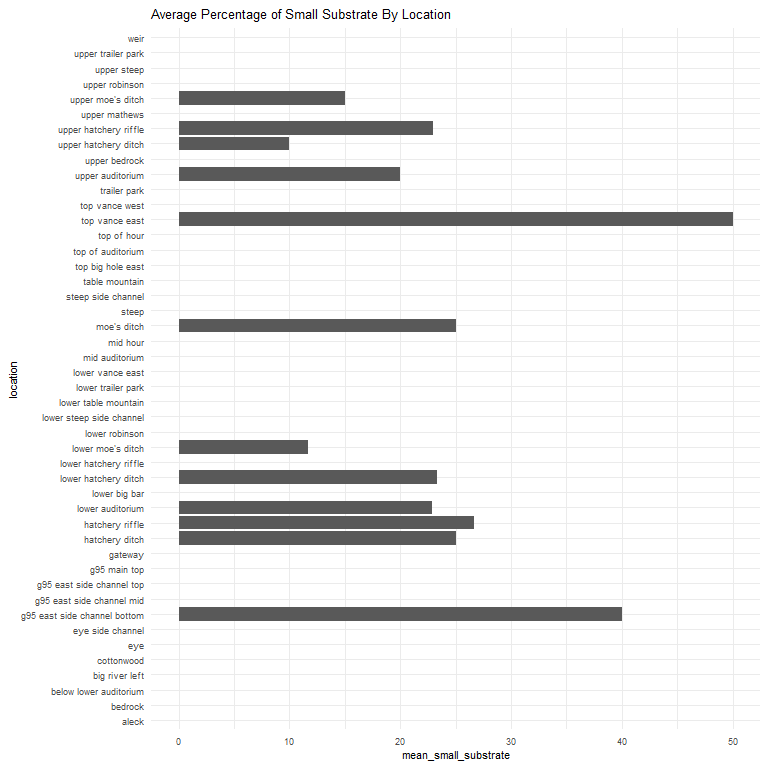 Average Percentage of Small Substrate By Location
weir
upper trailer park
upper steep
upper robinson
upper moe's ditch
upper mathews
upper hatchery riffle
upper hatchery ditch
upper bedrock
upper auditorium
trailer park
top vance west
top vance east
top of hour
top of auditorium
top big hole east
table mountain
steep side channel
steep
moe's ditch
mid hour
mid auditorium
lower vance east
lower trailer park
lower table mountain
lower steep side channel
lower robinson
lower moe's ditch
lower hatchery riffle
lower hatchery ditch
lower big bar
lower auditorium
hatchery riffle
hatchery ditch
gateway
g95 main top
g95 east side channel top
g95 east side channel mid
g95 east side channel bottom
eye side channel
eye
cottonwood
big river left
below lower auditorium
bedrock
aleck
location
0 10 20 30 40 50
mean_small_substrate